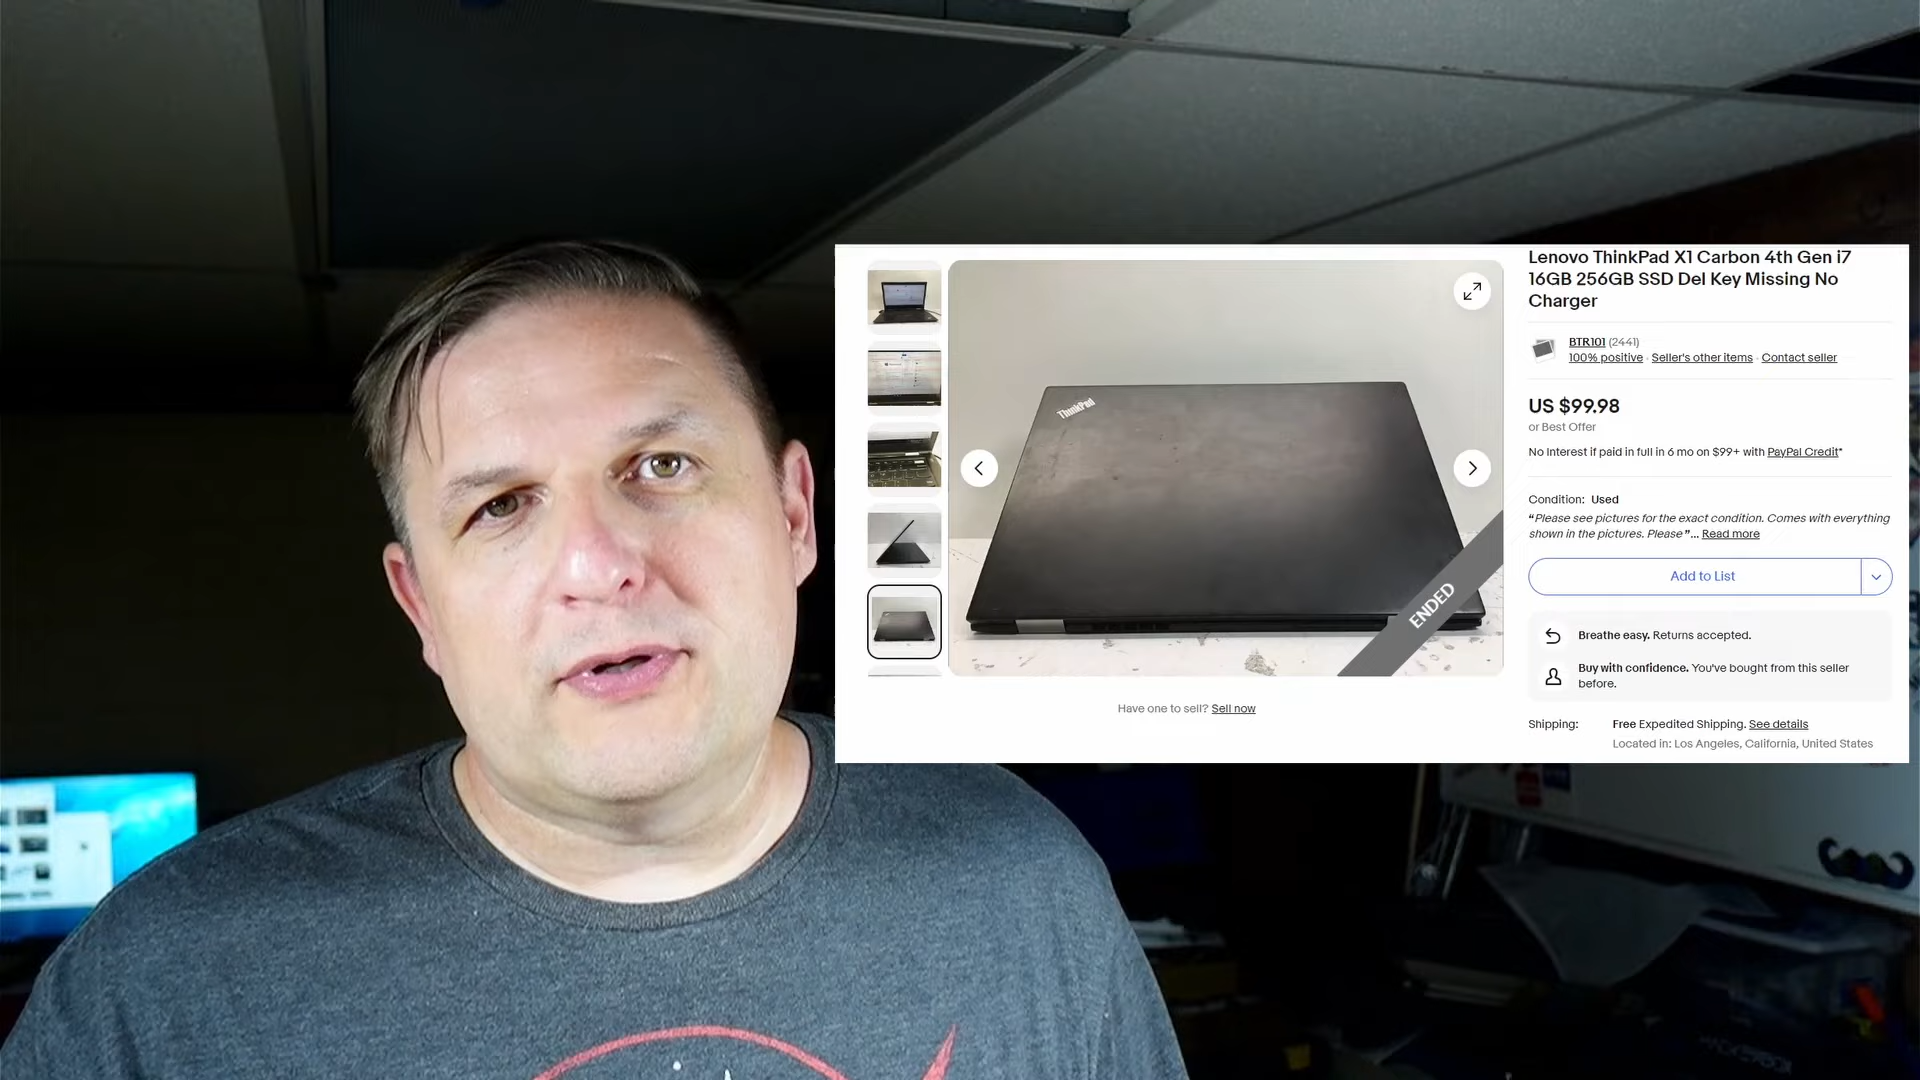 Lenovo ThinkPad X1 Carbon 4th Gen i7
16GB 256GB SSD Del Key Missing No
Charger
BTR101 (2441)
100% positive · Seller's other items · Contact seller
US $99.98
or Best Offer
No Interest if paid in full in 6 mo on $99+ with PayPal Credit*
Condition: Used
“Please see pictures for the exact condition. Comes with everything
shown in the pictures. Please”... Read more
Add to List
Breathe easy. Returns accepted.
Buy with confidence. You've bought from this seller
before.
Shipping: Free Expedited Shipping. See details
Located in: Los Angeles, California, United States
ThinkPad
ENDED
Have one to sell? Sell now